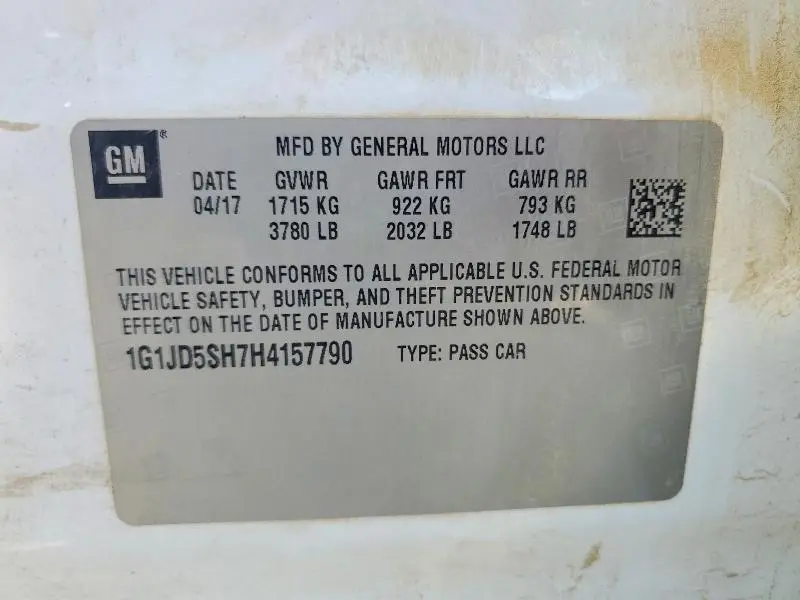 GM®
MFD BY GENERAL MOTORS LLC
DATE GVWR GAWR FRT GAWR RR
04/17 1715 KG 922 KG 793 KG
3780 LB 2032 LB 1748 LB
THIS VEHICLE CONFORMS TO ALL APPLICABLE U.S. FEDERAL MOTOR
VEHICLE SAFETY, BUMPER, AND THEFT PREVENTION STANDARDS IN
EFFECT ON THE DATE OF MANUFACTURE SHOWN ABOVE.
1G1JD5SH7H4157790 TYPE: PASS CAR